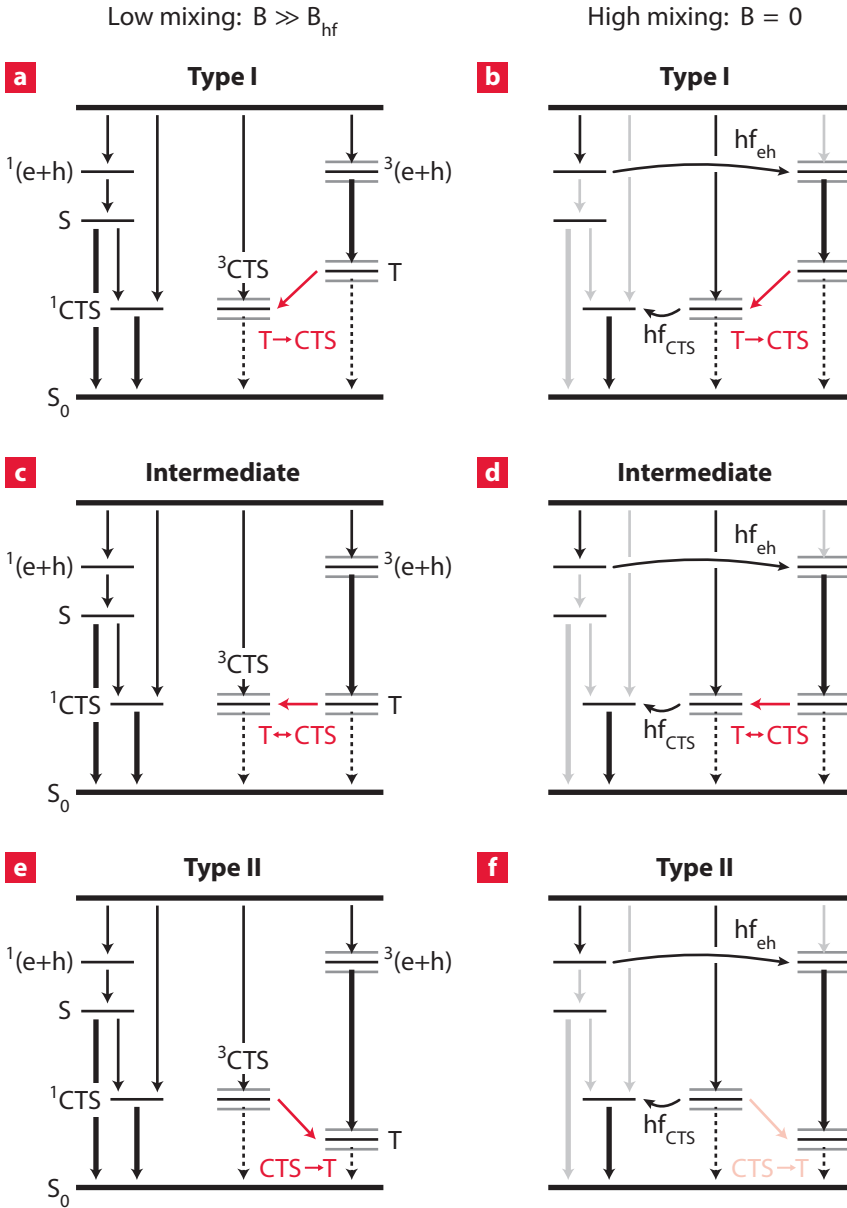 Low mixing: B ≫ B_hf
High mixing: B = 0
a
Type I
b
Type I
¹(e+h)
³(e+h)
hf_eh
S
³CTS
T
¹CTS
T→CTS
hf_CTS
T→CTS
S₀
c
Intermediate
d
Intermediate
¹(e+h)
³(e+h)
hf_eh
S
³CTS
¹CTS
T
T↔CTS
hf_CTS
T↔CTS
S₀
e
Type II
f
Type II
¹(e+h)
³(e+h)
hf_eh
S
³CTS
¹CTS
hf_CTS
T
CTS→T
CTS→T
S₀